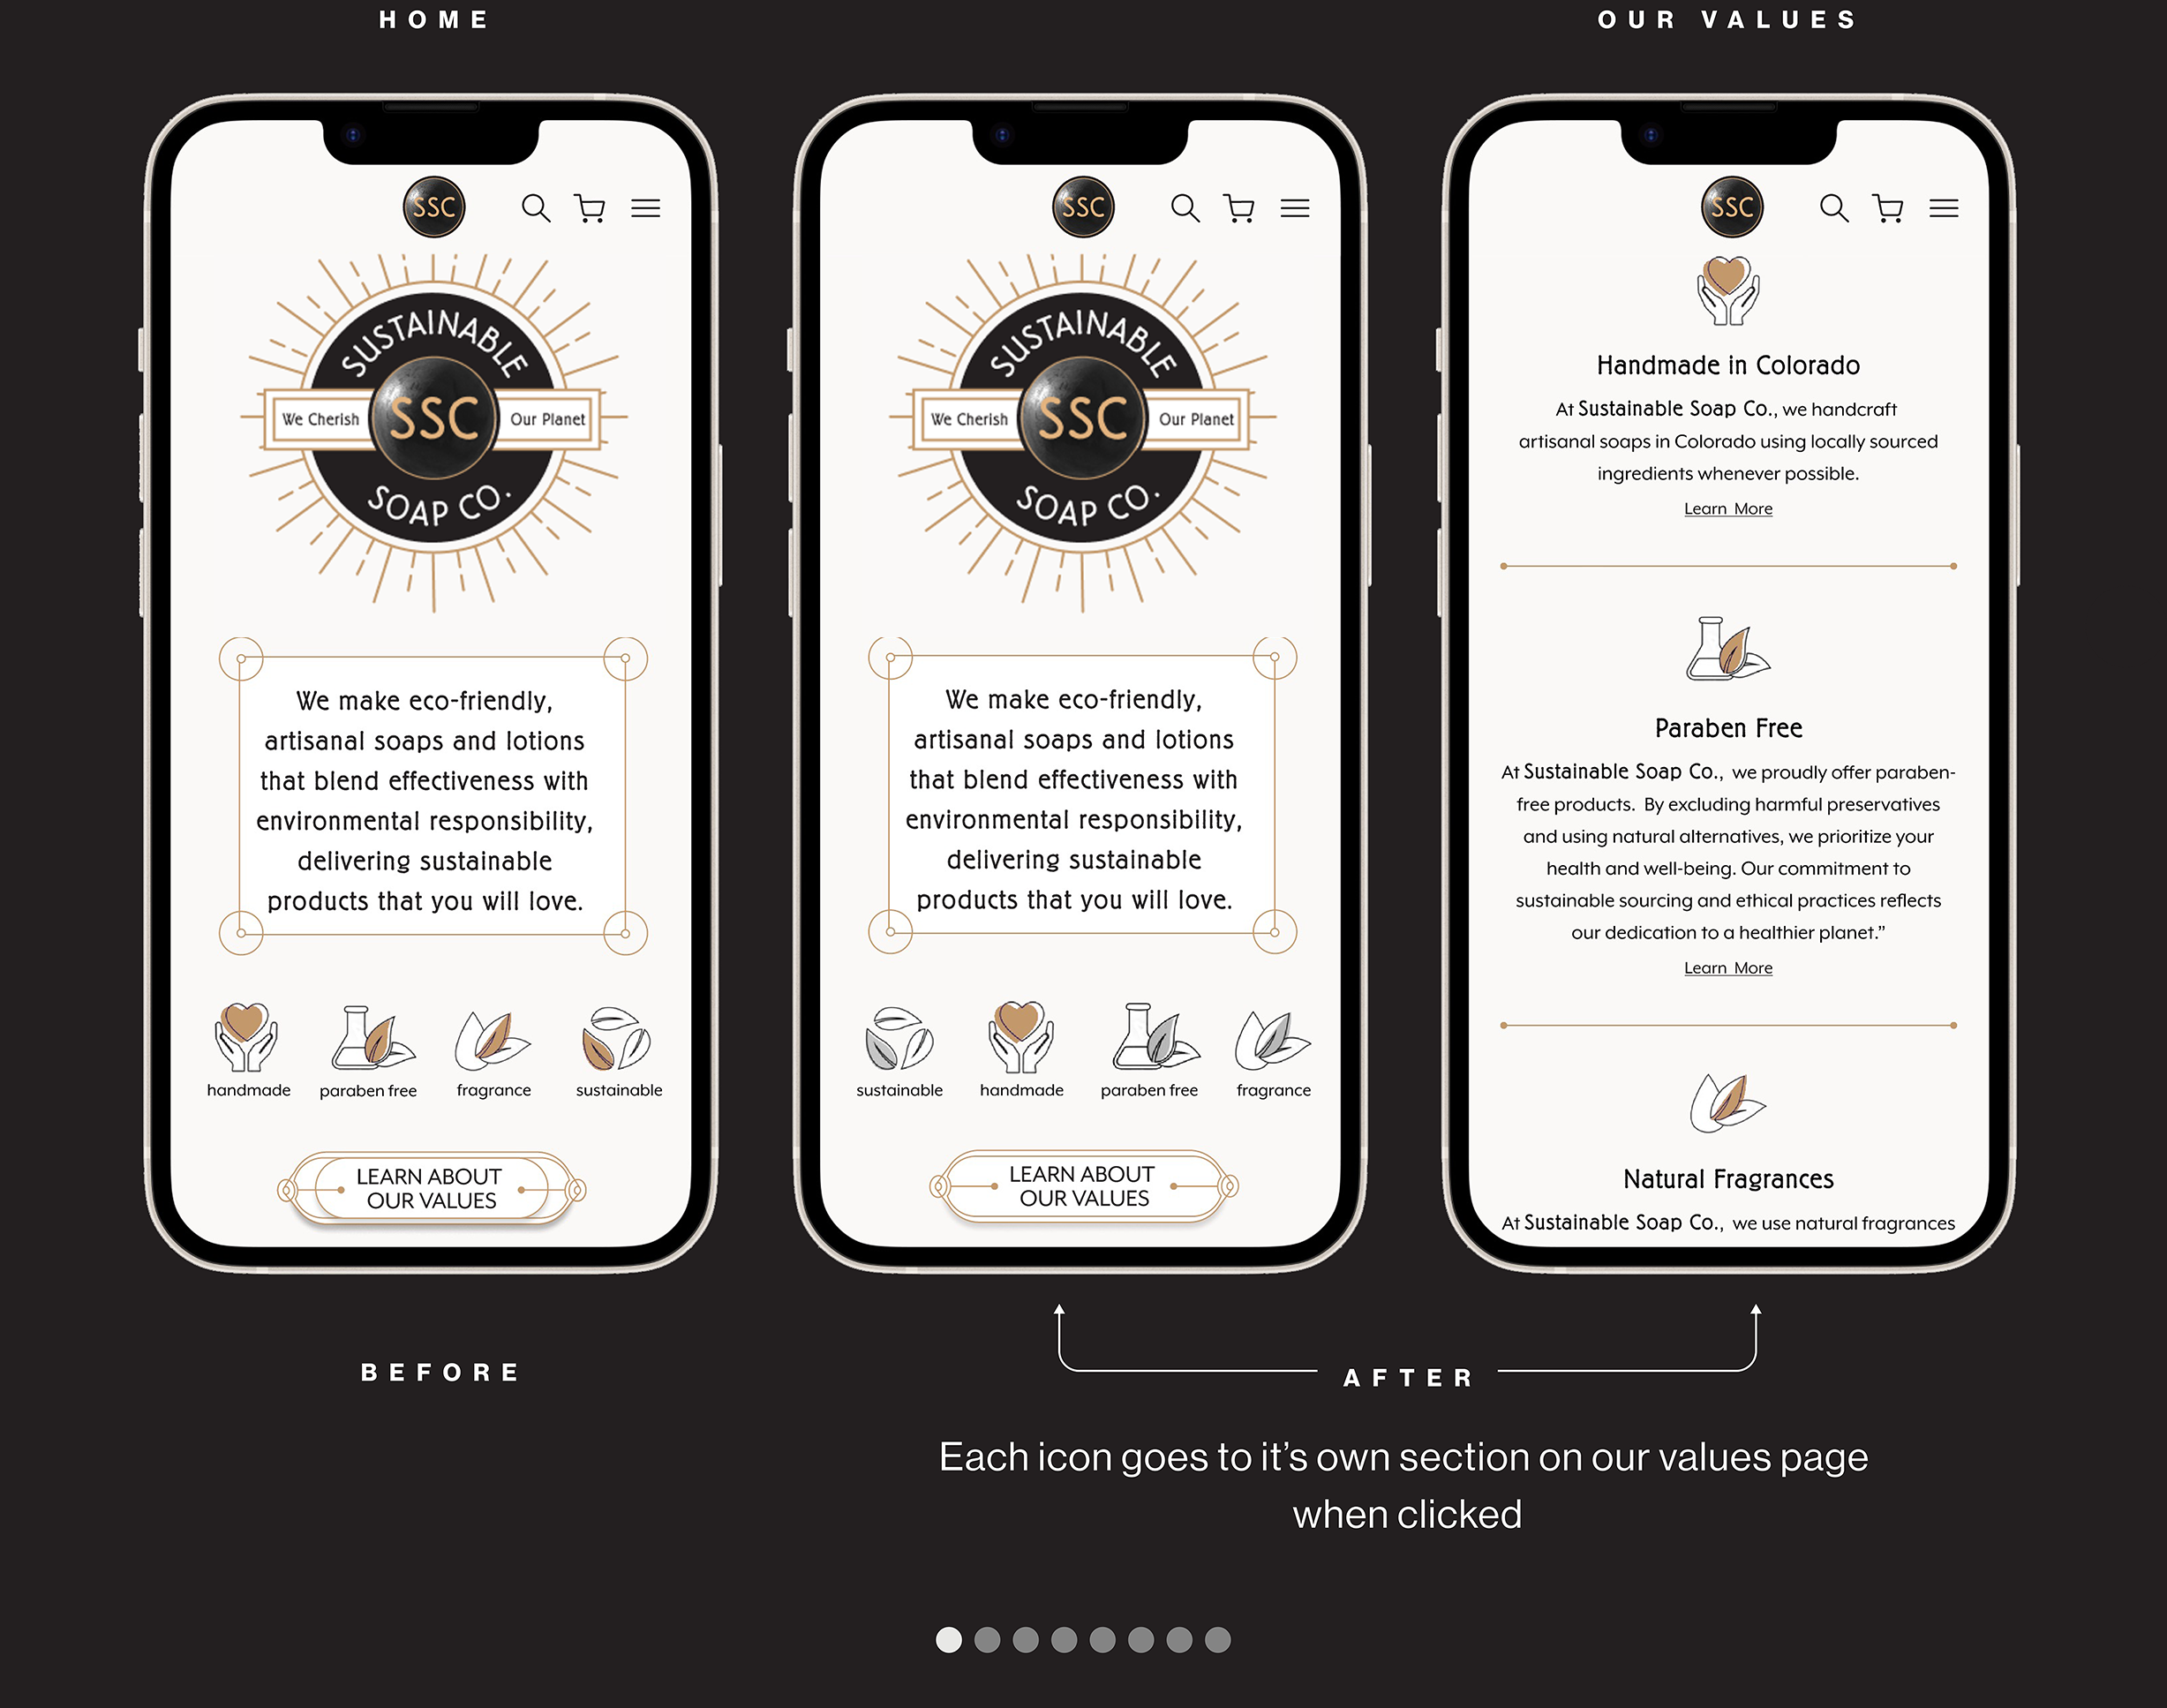 HOME
OUR VALUES
SSC
SUSTAINABLE
We Cherish
SSC
Our Planet
SOAP CO.
We make eco-friendly,
artisanal soaps and lotions
that blend effectiveness with
environmental responsibility,
delivering sustainable
products that you will love.
handmade
paraben free
fragrance
sustainable
LEARN ABOUT
OUR VALUES
BEFORE
SSC
SUSTAINABLE
We Cherish
SSC
Our Planet
SOAP CO.
We make eco-friendly,
artisanal soaps and lotions
that blend effectiveness with
environmental responsibility,
delivering sustainable
products that you will love.
sustainable
handmade
paraben free
fragrance
LEARN ABOUT
OUR VALUES
SSC
Handmade in Colorado
At Sustainable Soap Co., we handcraft
artisanal soaps in Colorado using locally sourced
ingredients whenever possible.
Learn More
Paraben Free
At Sustainable Soap Co., we proudly offer paraben-
free products. By excluding harmful preservatives
and using natural alternatives, we prioritize your
health and well-being. Our commitment to
sustainable sourcing and ethical practices reflects
our dedication to a healthier planet.”
Learn More
Natural Fragrances
At Sustainable Soap Co., we use natural fragrances
AFTER
Each icon goes to it’s own section on our values page
when clicked